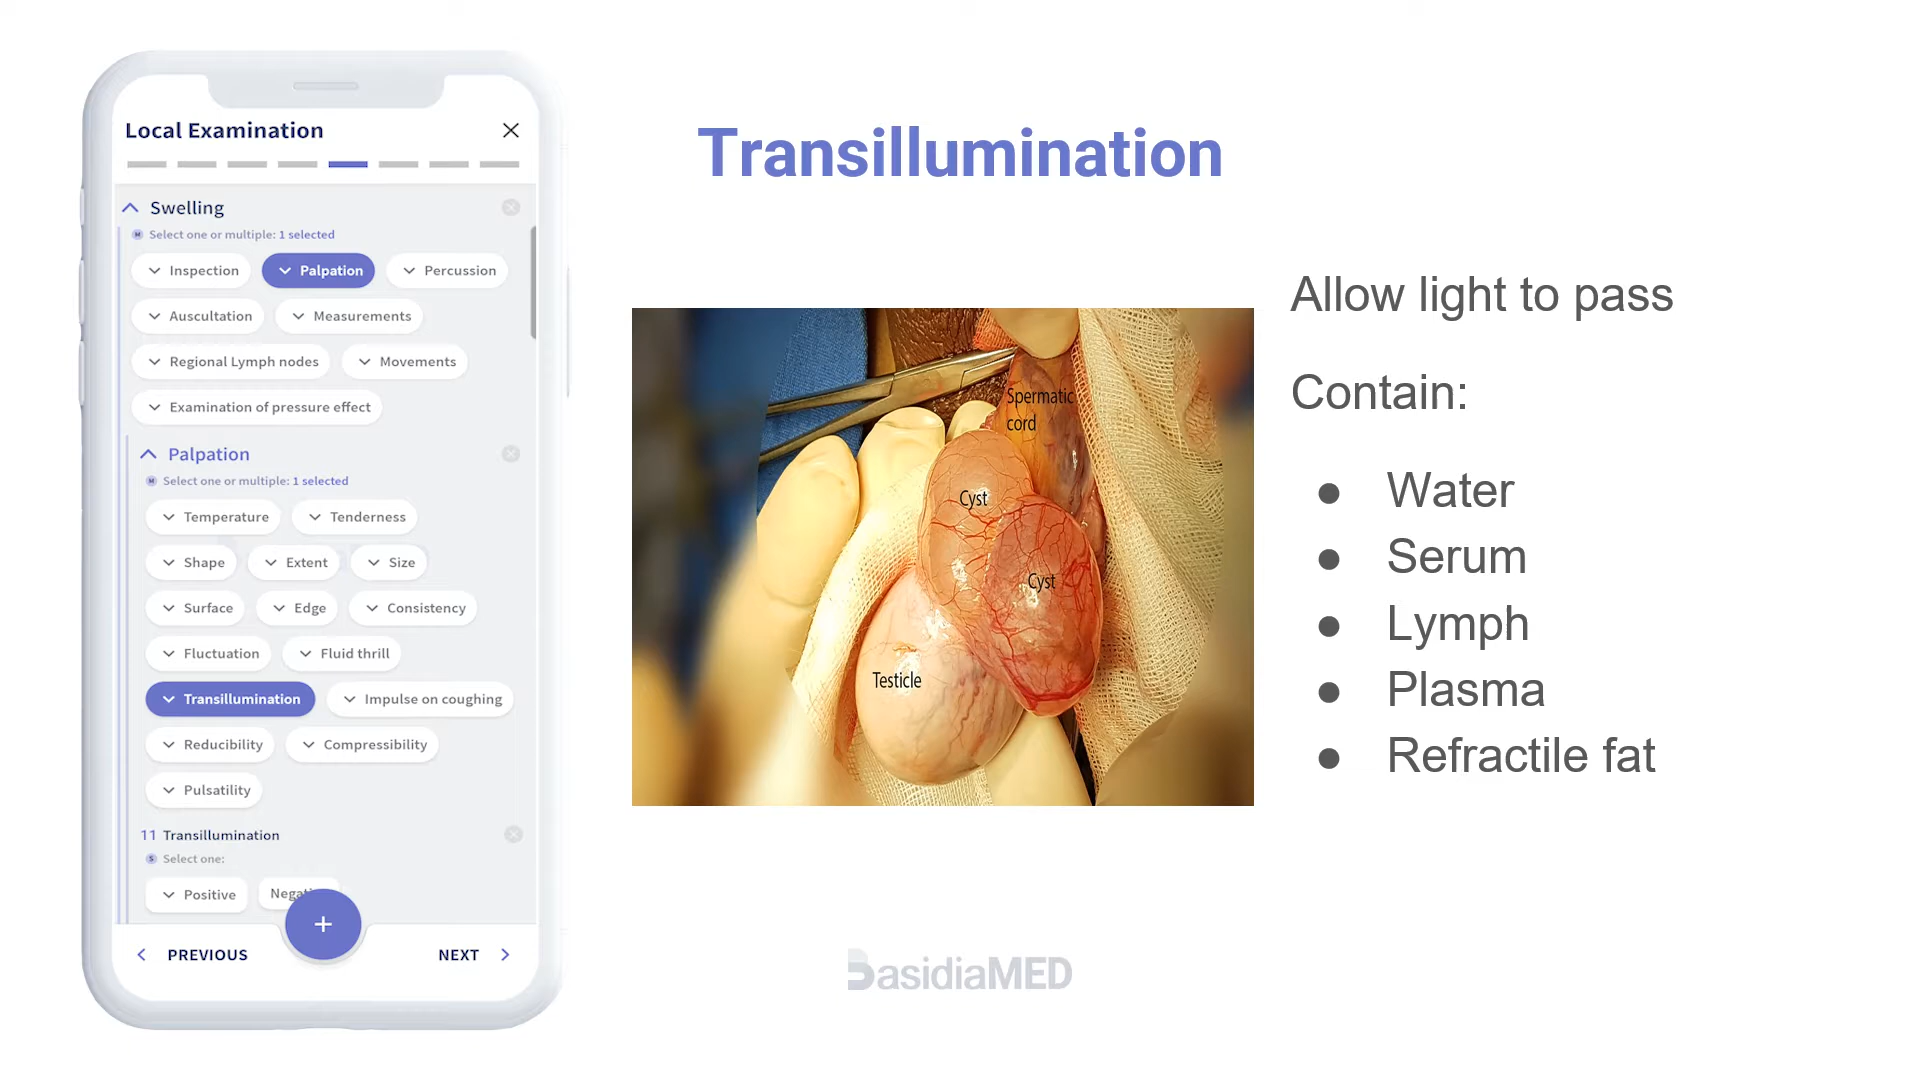 Local Examination
Swelling
Select one or multiple: 1 selected
Inspection
Palpation
Percussion
Auscultation
Measurements
Regional Lymph nodes
Movements
Examination of pressure effect
Palpation
Select one or multiple: 1 selected
Temperature
Tenderness
Shape
Extent
Size
Surface
Edge
Consistency
Fluctuation
Fluid thrill
Transillumination
Impulse on coughing
Reducibility
Compressibility
Pulsatility
11 Transillumination
Select one:
Positive
PREVIOUS
NEXT
Transillumination
Spermatic
cord
Cyst
Cyst
Testicle
Allow light to pass
Contain:
● Water
● Serum
● Lymph
● Plasma
● Refractile fat
BasidiaMED